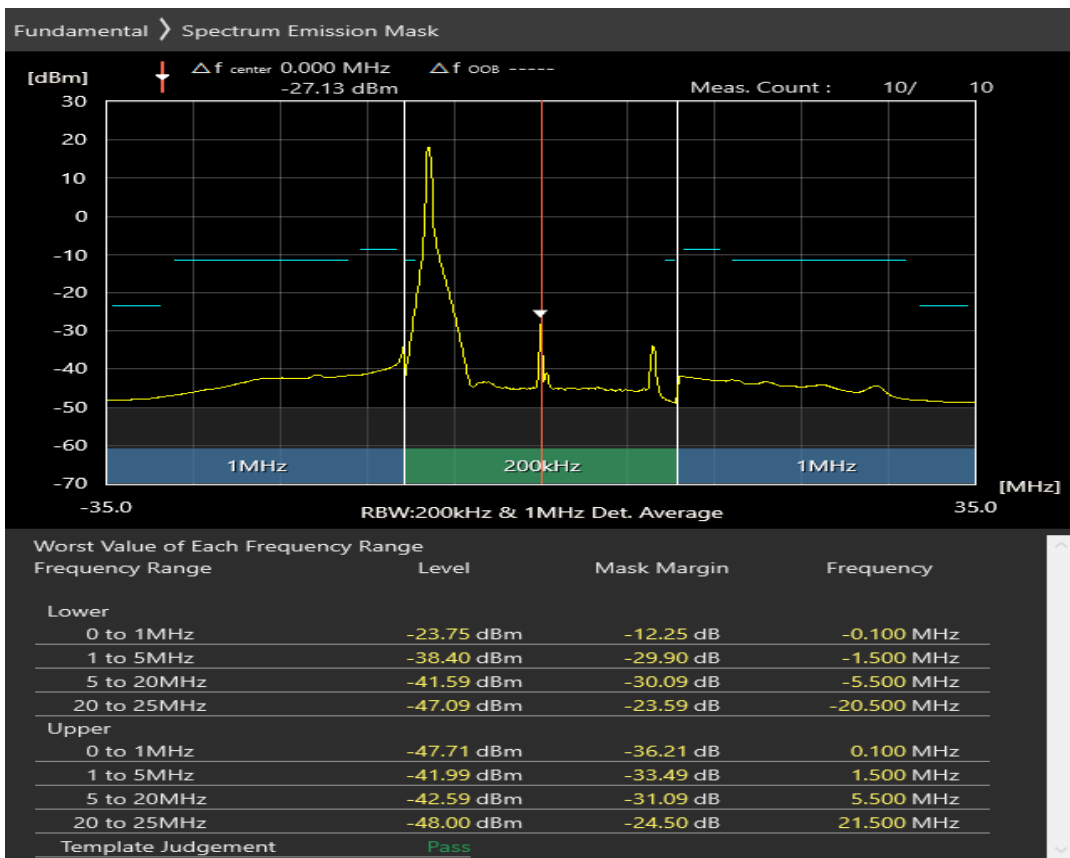 Fundamental 》 Spectrum Emission Mask
[dBm] △f center 0.000 MHz △f OOB -----
-27.13 dBm Meas. Count : 10/ 10
30
20
10
0
-10
-20
-30
-40
-50
-60
1MHz 200kHz 1MHz
-70 [MHz]
-35.0 RBW:200kHz & 1MHz Det. Average 35.0
Worst Value of Each Frequency Range
Frequency Range Level Mask Margin Frequency
Lower
0 to 1MHz -23.75 dBm -12.25 dB -0.100 MHz
1 to 5MHz -38.40 dBm -29.90 dB -1.500 MHz
5 to 20MHz -41.59 dBm -30.09 dB -5.500 MHz
20 to 25MHz -47.09 dBm -23.59 dB -20.500 MHz
Upper
0 to 1MHz -47.71 dBm -36.21 dB 0.100 MHz
1 to 5MHz -41.99 dBm -33.49 dB 1.500 MHz
5 to 20MHz -42.59 dBm -31.09 dB 5.500 MHz
20 to 25MHz -48.00 dBm -24.50 dB 21.500 MHz
Template Judgement Pass